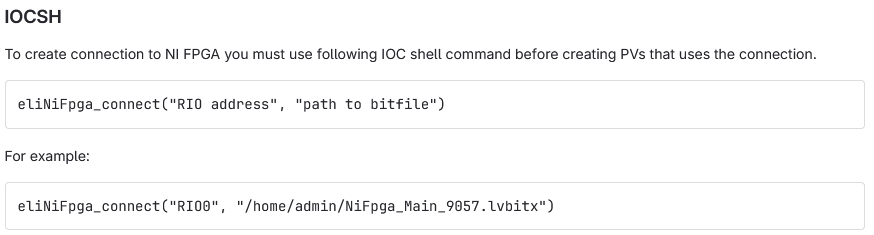 IOCSH
To create connection to NI FPGA you must use following IOC shell command before creating PVs that uses the connection.
eliNiFpga_connect("RIO address", "path to bitfile")
For example:
eliNiFpga_connect("RIO0", "/home/admin/NiFpga_Main_9057.lvbitx")